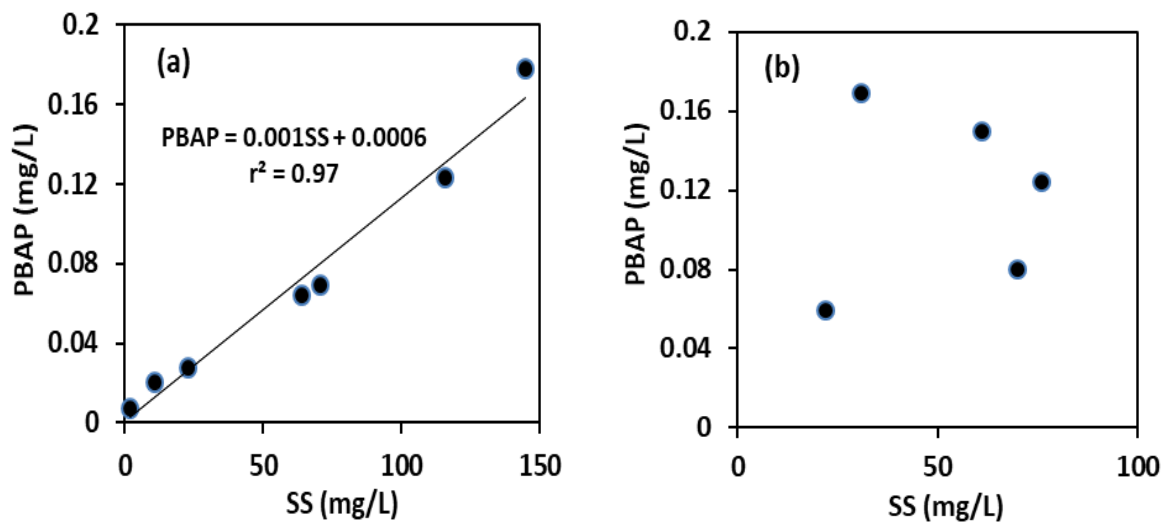 (a)
PBAP = 0.001SS + 0.0006
r² = 0.97
PBAP (mg/L)
0.2
0.16
0.12
0.08
0.04
0
0 50 100 150
SS (mg/L)
(b)
PBAP (mg/L)
0.2
0.16
0.12
0.08
0.04
0
0 50 100
SS (mg/L)